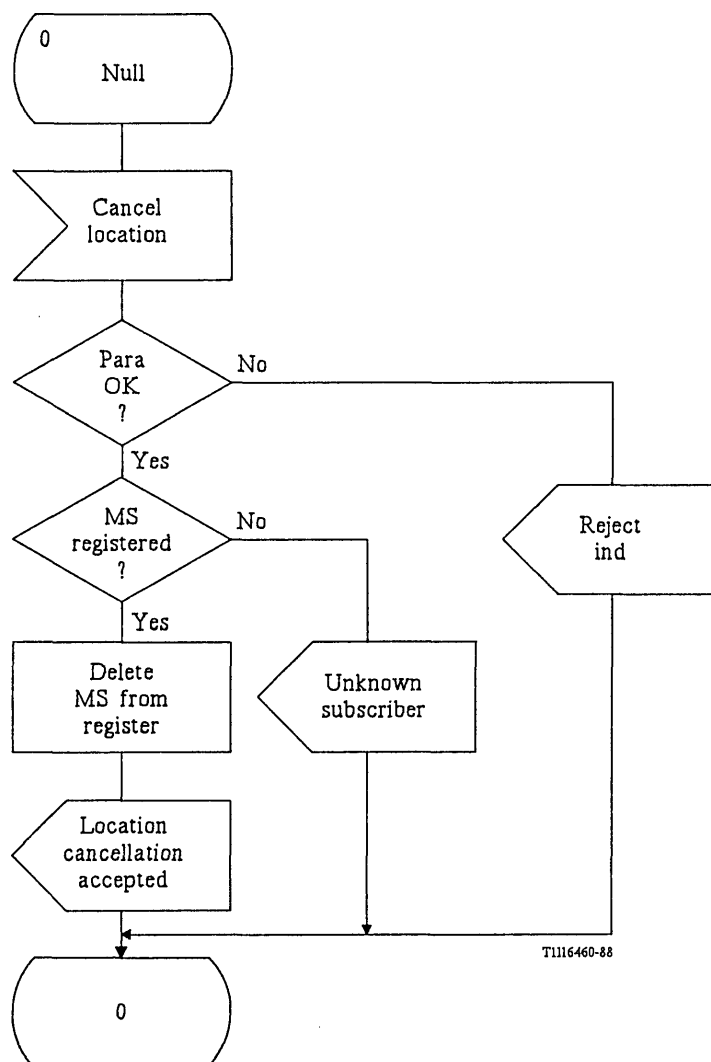 0
Null
Cancel
location
Para
OK
?
No
Yes
MS
registered
?
No
Yes
Reject
ind
Delete
MS from
register
Unknown
subscriber
Location
cancellation
accepted
T1116460-88
0